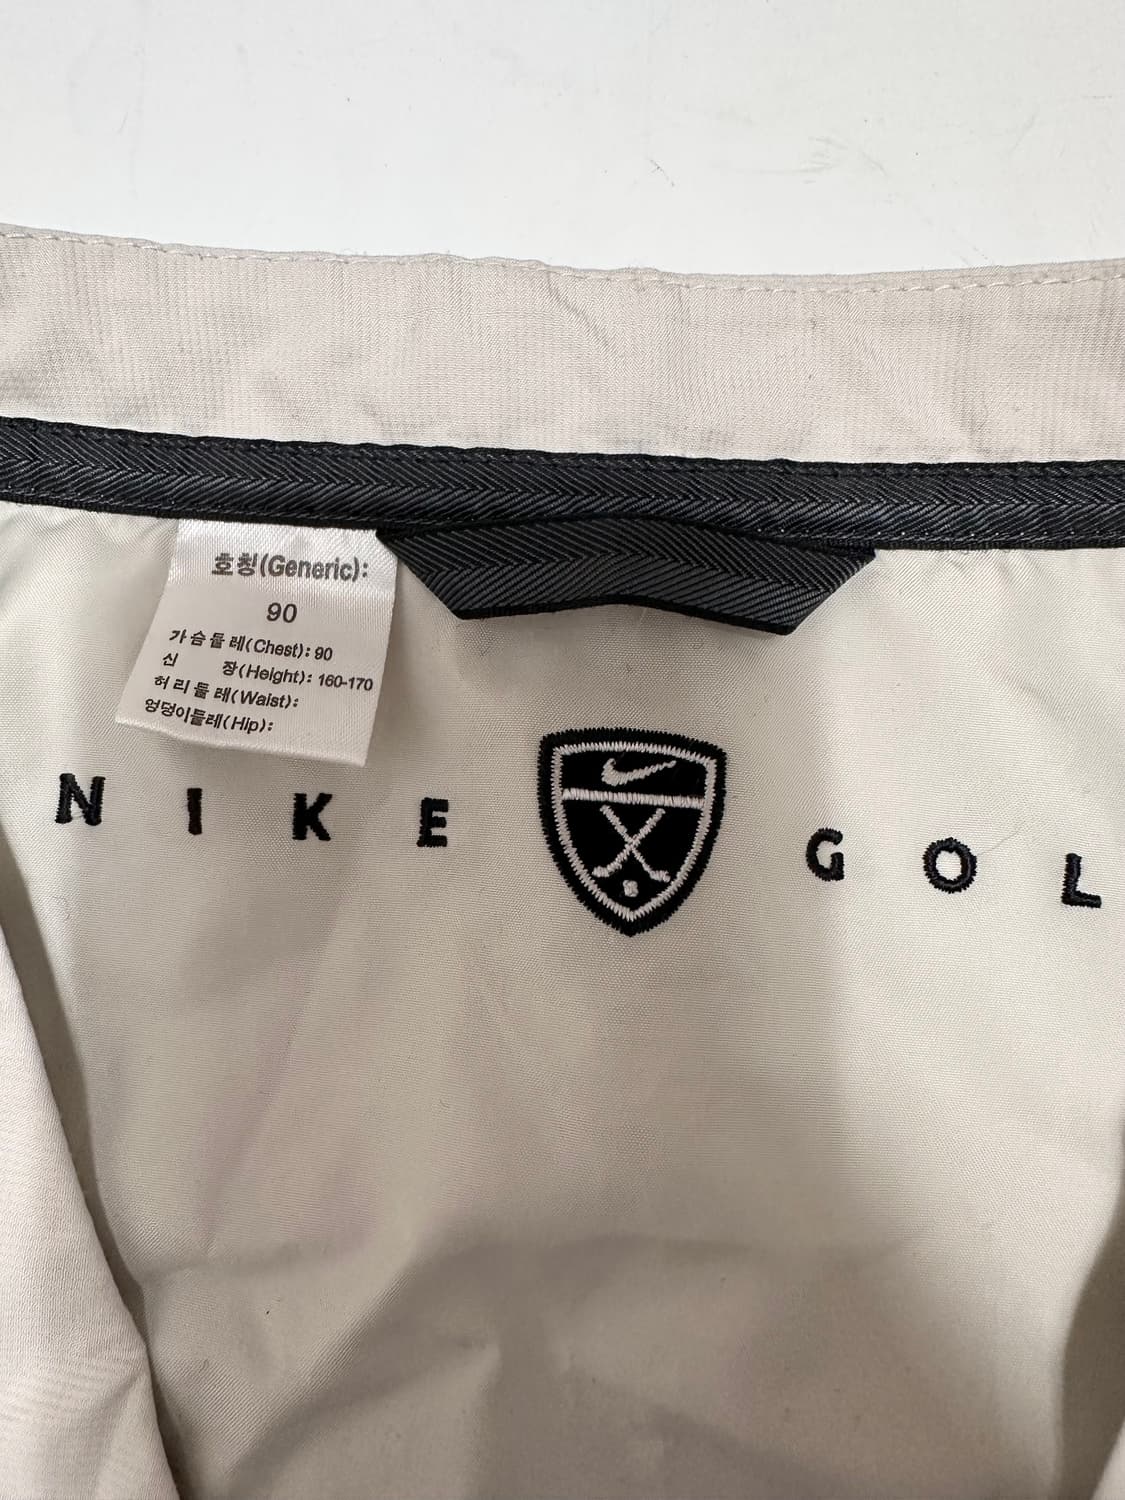 호칭(Generic):
90
가슴둘레(Chest): 90
신 장(Height): 160-170
허리둘레(Waist):
엉덩이둘레(Hip):
NIKE GOL